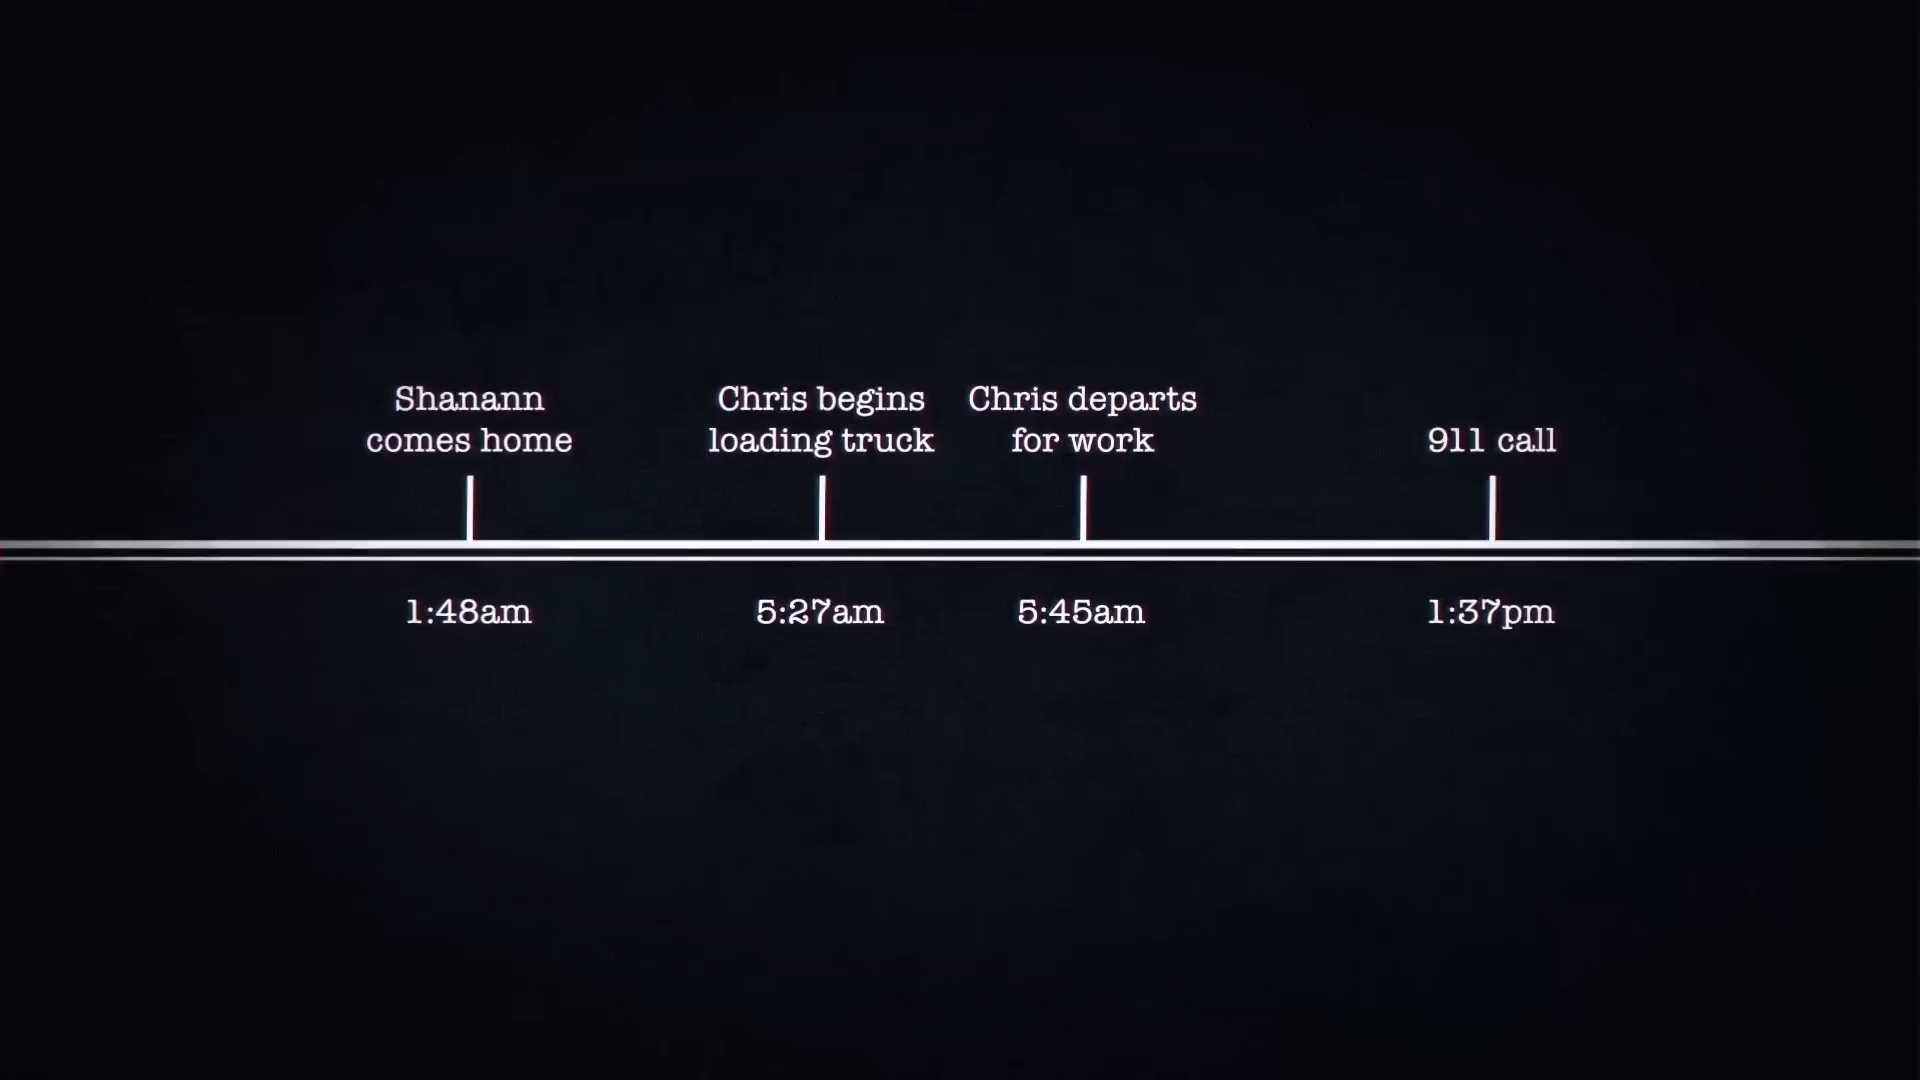 Shanann
comes home
Chris begins
loading truck
Chris departs
for work
911 call
1:48am
5:27am
5:45am
1:37pm